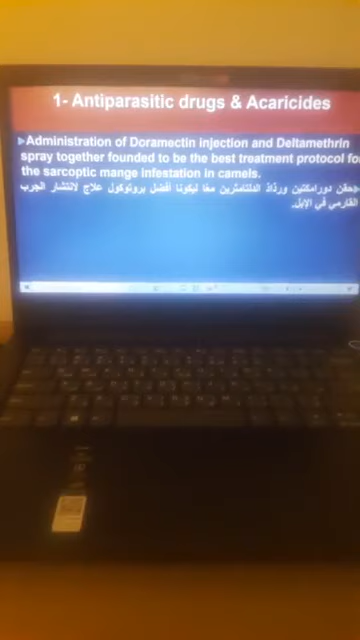 1- Antiparasitic drugs & Acaricides
Administration of Doramectin injection and Deltamethrin
spray together founded to be the best treatment protocol for
the sarcoptic mange infestation in camels.
حقن دورامكتين ورذاذ الدلتامثرين معًا ليكونا أفضل بروتوكول علاج لانتشار الجرب
القارمي في الإبل.